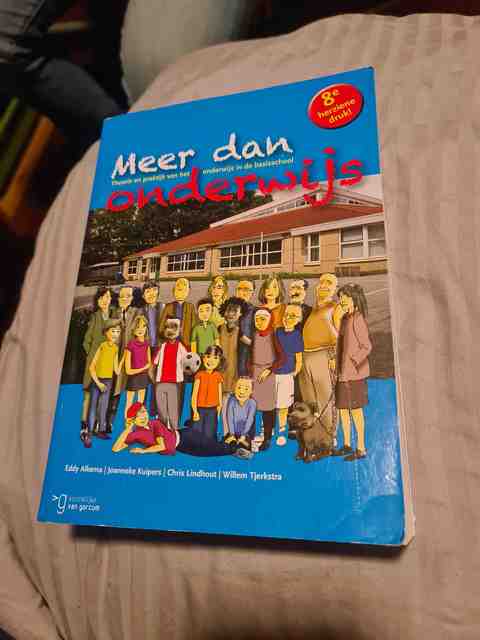 8e
herziene
druk!
Meer dan
Theorie en praktijk van het onderwijs in de basisschool
onderwijs
Eddy Alkema | Joanneke Kuipers | Chris Lindhout | Willem Tjerkstra
>g koninklijke
van gorcum